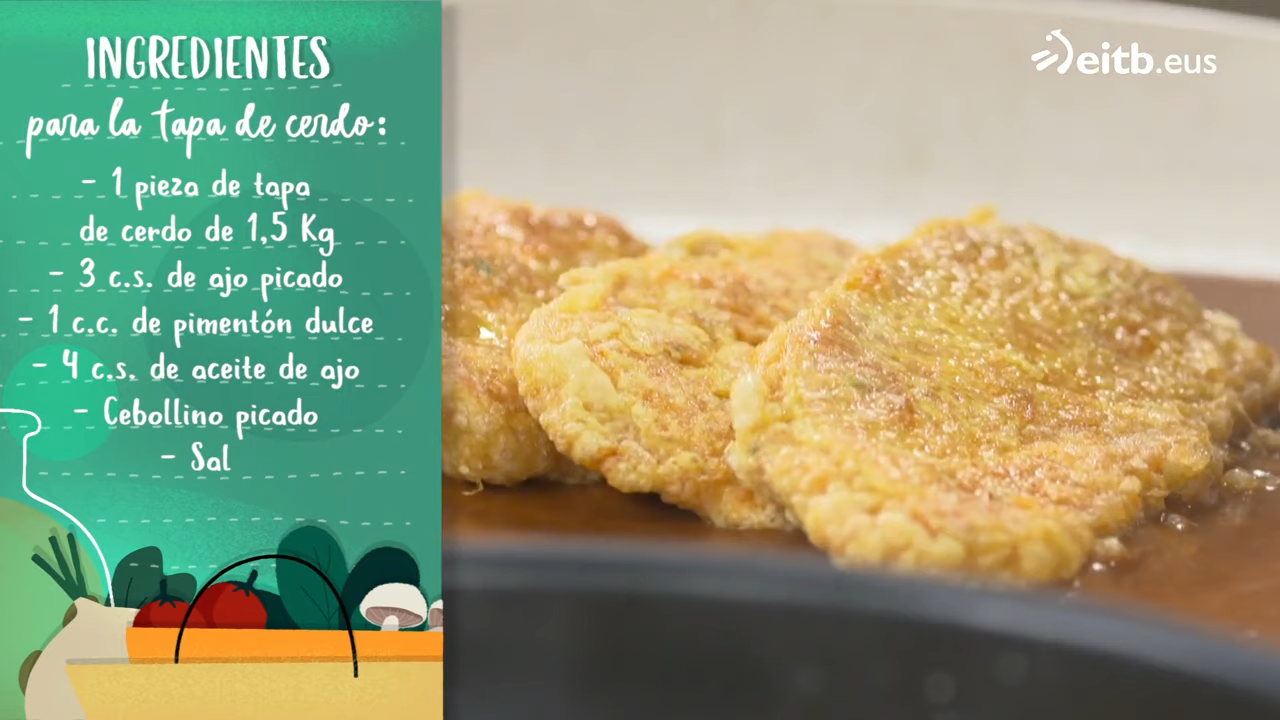 INGREDIENTES
para la tapa de cerdo:
- 1 pieza de tapa
de cerdo de 1,5 Kg
- 3 c.s. de ajo picado
- 1 c.c. de pimentón dulce
- 4 c.s. de aceite de ajo
- Cebollino picado
- Sal
eitb.eus